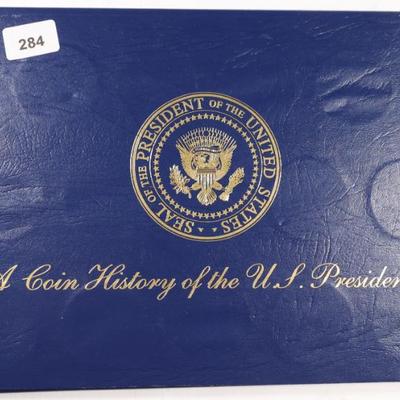 284
SEAL OF THE PRESIDENT OF THE UNITED STATES
A Coin History of the U.S. Presiden